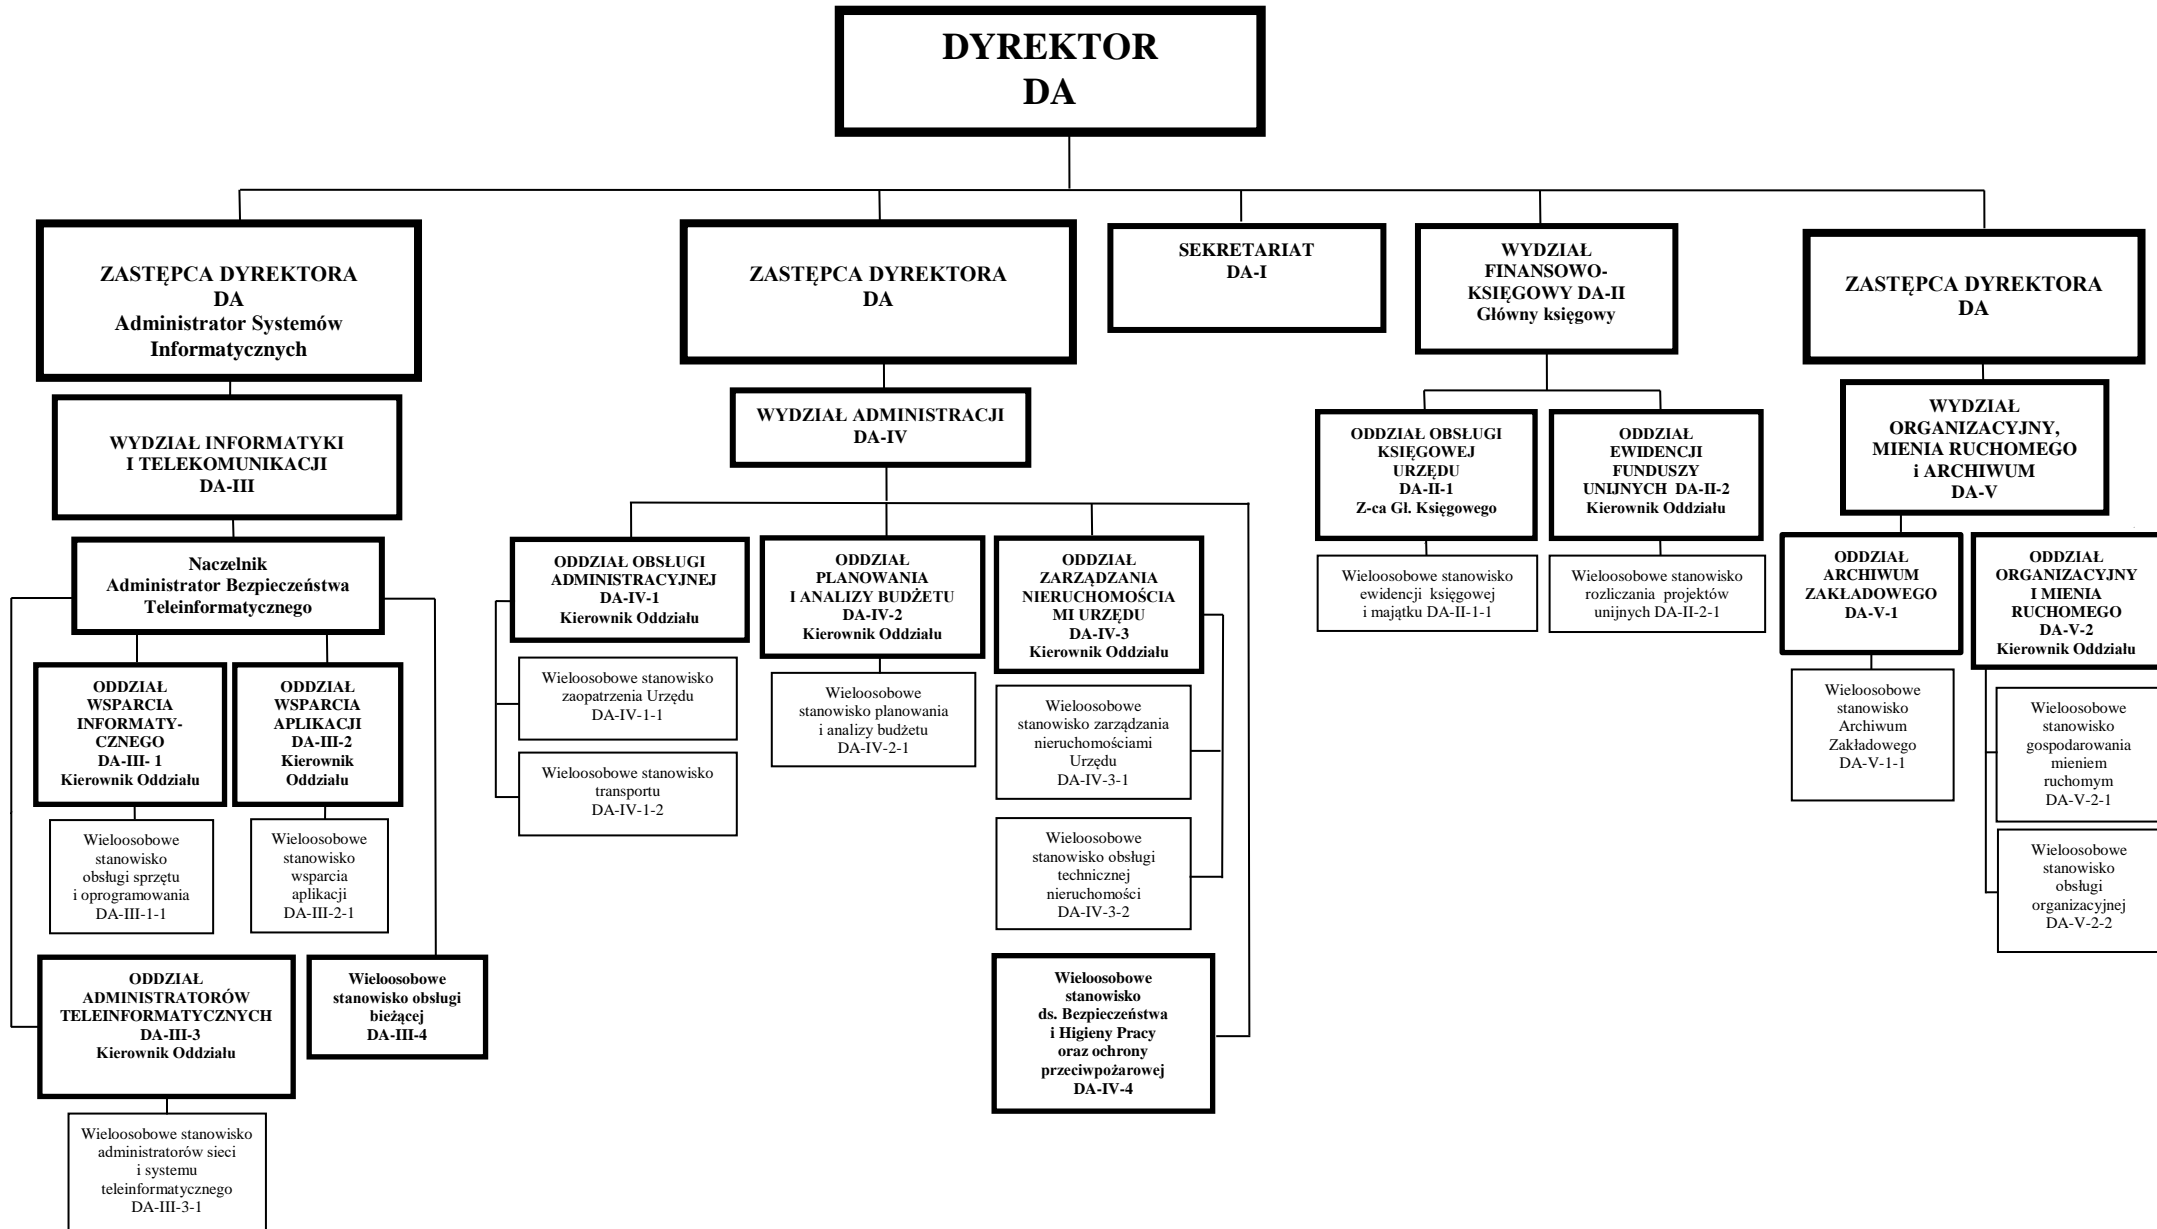 DYREKTOR
DA
ZASTĘPCA DYREKTORA
DA
Administrator Systemów
Informatycznych
ZASTĘPCA DYREKTORA
DA
SEKRETARIAT
DA-I
WYDZIAŁ
FINANSOWO-
KSIĘGOWY DA-II
Główny księgowy
ZASTĘPCA DYREKTORA
DA
WYDZIAŁ INFORMATYKI
I TELEKOMUNIKACJI
DA-III
WYDZIAŁ ADMINISTRACJI
DA-IV
ODDZIAŁ OBSŁUGI
KSIĘGOWEJ
URZĘDU
DA-II-1
Z-ca Gł. Księgowego
ODDZIAŁ
EWIDENCJI
FUNDUSZY
UNIJNYCH DA-II-2
Kierownik Oddziału
WYDZIAŁ
ORGANIZACYJNY,
MIENIA RUCHOMEGO
i ARCHIWUM
DA-V
Naczelnik
Administrator Bezpieczeństwa
Teleinformatycznego
ODDZIAŁ OBSŁUGI
ADMINISTRACYJNEJ
DA-IV-1
Kierownik Oddziału
ODDZIAŁ
PLANOWANIA
I ANALIZY BUDŻETU
DA-IV-2
Kierownik Oddziału
ODDZIAŁ
ZARZĄDZANIA
NIERUCHOMOŚCIA
MI URZĘDU
DA-IV-3
Kierownik Oddziału
Wieloosobowe stanowisko
ewidencji księgowej
i majątku DA-II-1-1
Wieloosobowe stanowisko
rozliczania projektów
unijnych DA-II-2-1
ODDZIAŁ
ARCHIWUM
ZAKŁADOWEGO
DA-V-1
ODDZIAŁ
ORGANIZACYJNY
I MIENIA
RUCHOMEGO
DA-V-2
Kierownik Oddziału
ODDZIAŁ
WSPARCIA
INFORMATY-
CZNEGO
DA-III- 1
Kierownik Oddziału
ODDZIAŁ
WSPARCIA
APLIKACJI
DA-III-2
Kierownik
Oddziału
Wieloosobowe stanowisko
zaopatrzenia Urzędu
DA-IV-1-1
Wieloosobowe
stanowisko planowania
i analizy budżetu
DA-IV-2-1
Wieloosobowe
stanowisko zarządzania
nieruchomościami
Urzędu
DA-IV-3-1
Wieloosobowe
stanowisko
Archiwum
Zakładowego
DA-V-1-1
Wieloosobowe
stanowisko
gospodarowania
mieniem
ruchomym
DA-V-2-1
Wieloosobowe stanowisko
transportu
DA-IV-1-2
Wieloosobowe
stanowisko
obsługi sprzętu
i oprogramowania
DA-III-1-1
Wieloosobowe
stanowisko
wsparcia
aplikacji
DA-III-2-1
Wieloosobowe
stanowisko obsługi
technicznej
nieruchomości
DA-IV-3-2
Wieloosobowe
stanowisko
obsługi
organizacyjnej
DA-V-2-2
ODDZIAŁ
ADMINISTRATORÓW
TELEINFORMATYCZNYCH
DA-III-3
Kierownik Oddziału
Wieloosobowe
stanowisko obsługi
bieżącej
DA-III-4
Wieloosobowe
stanowisko
ds. Bezpieczeństwa
i Higieny Pracy
oraz ochrony
przeciwpożarowej
DA-IV-4
Wieloosobowe stanowisko
administratorów sieci
i systemu
teleinformatycznego
DA-III-3-1